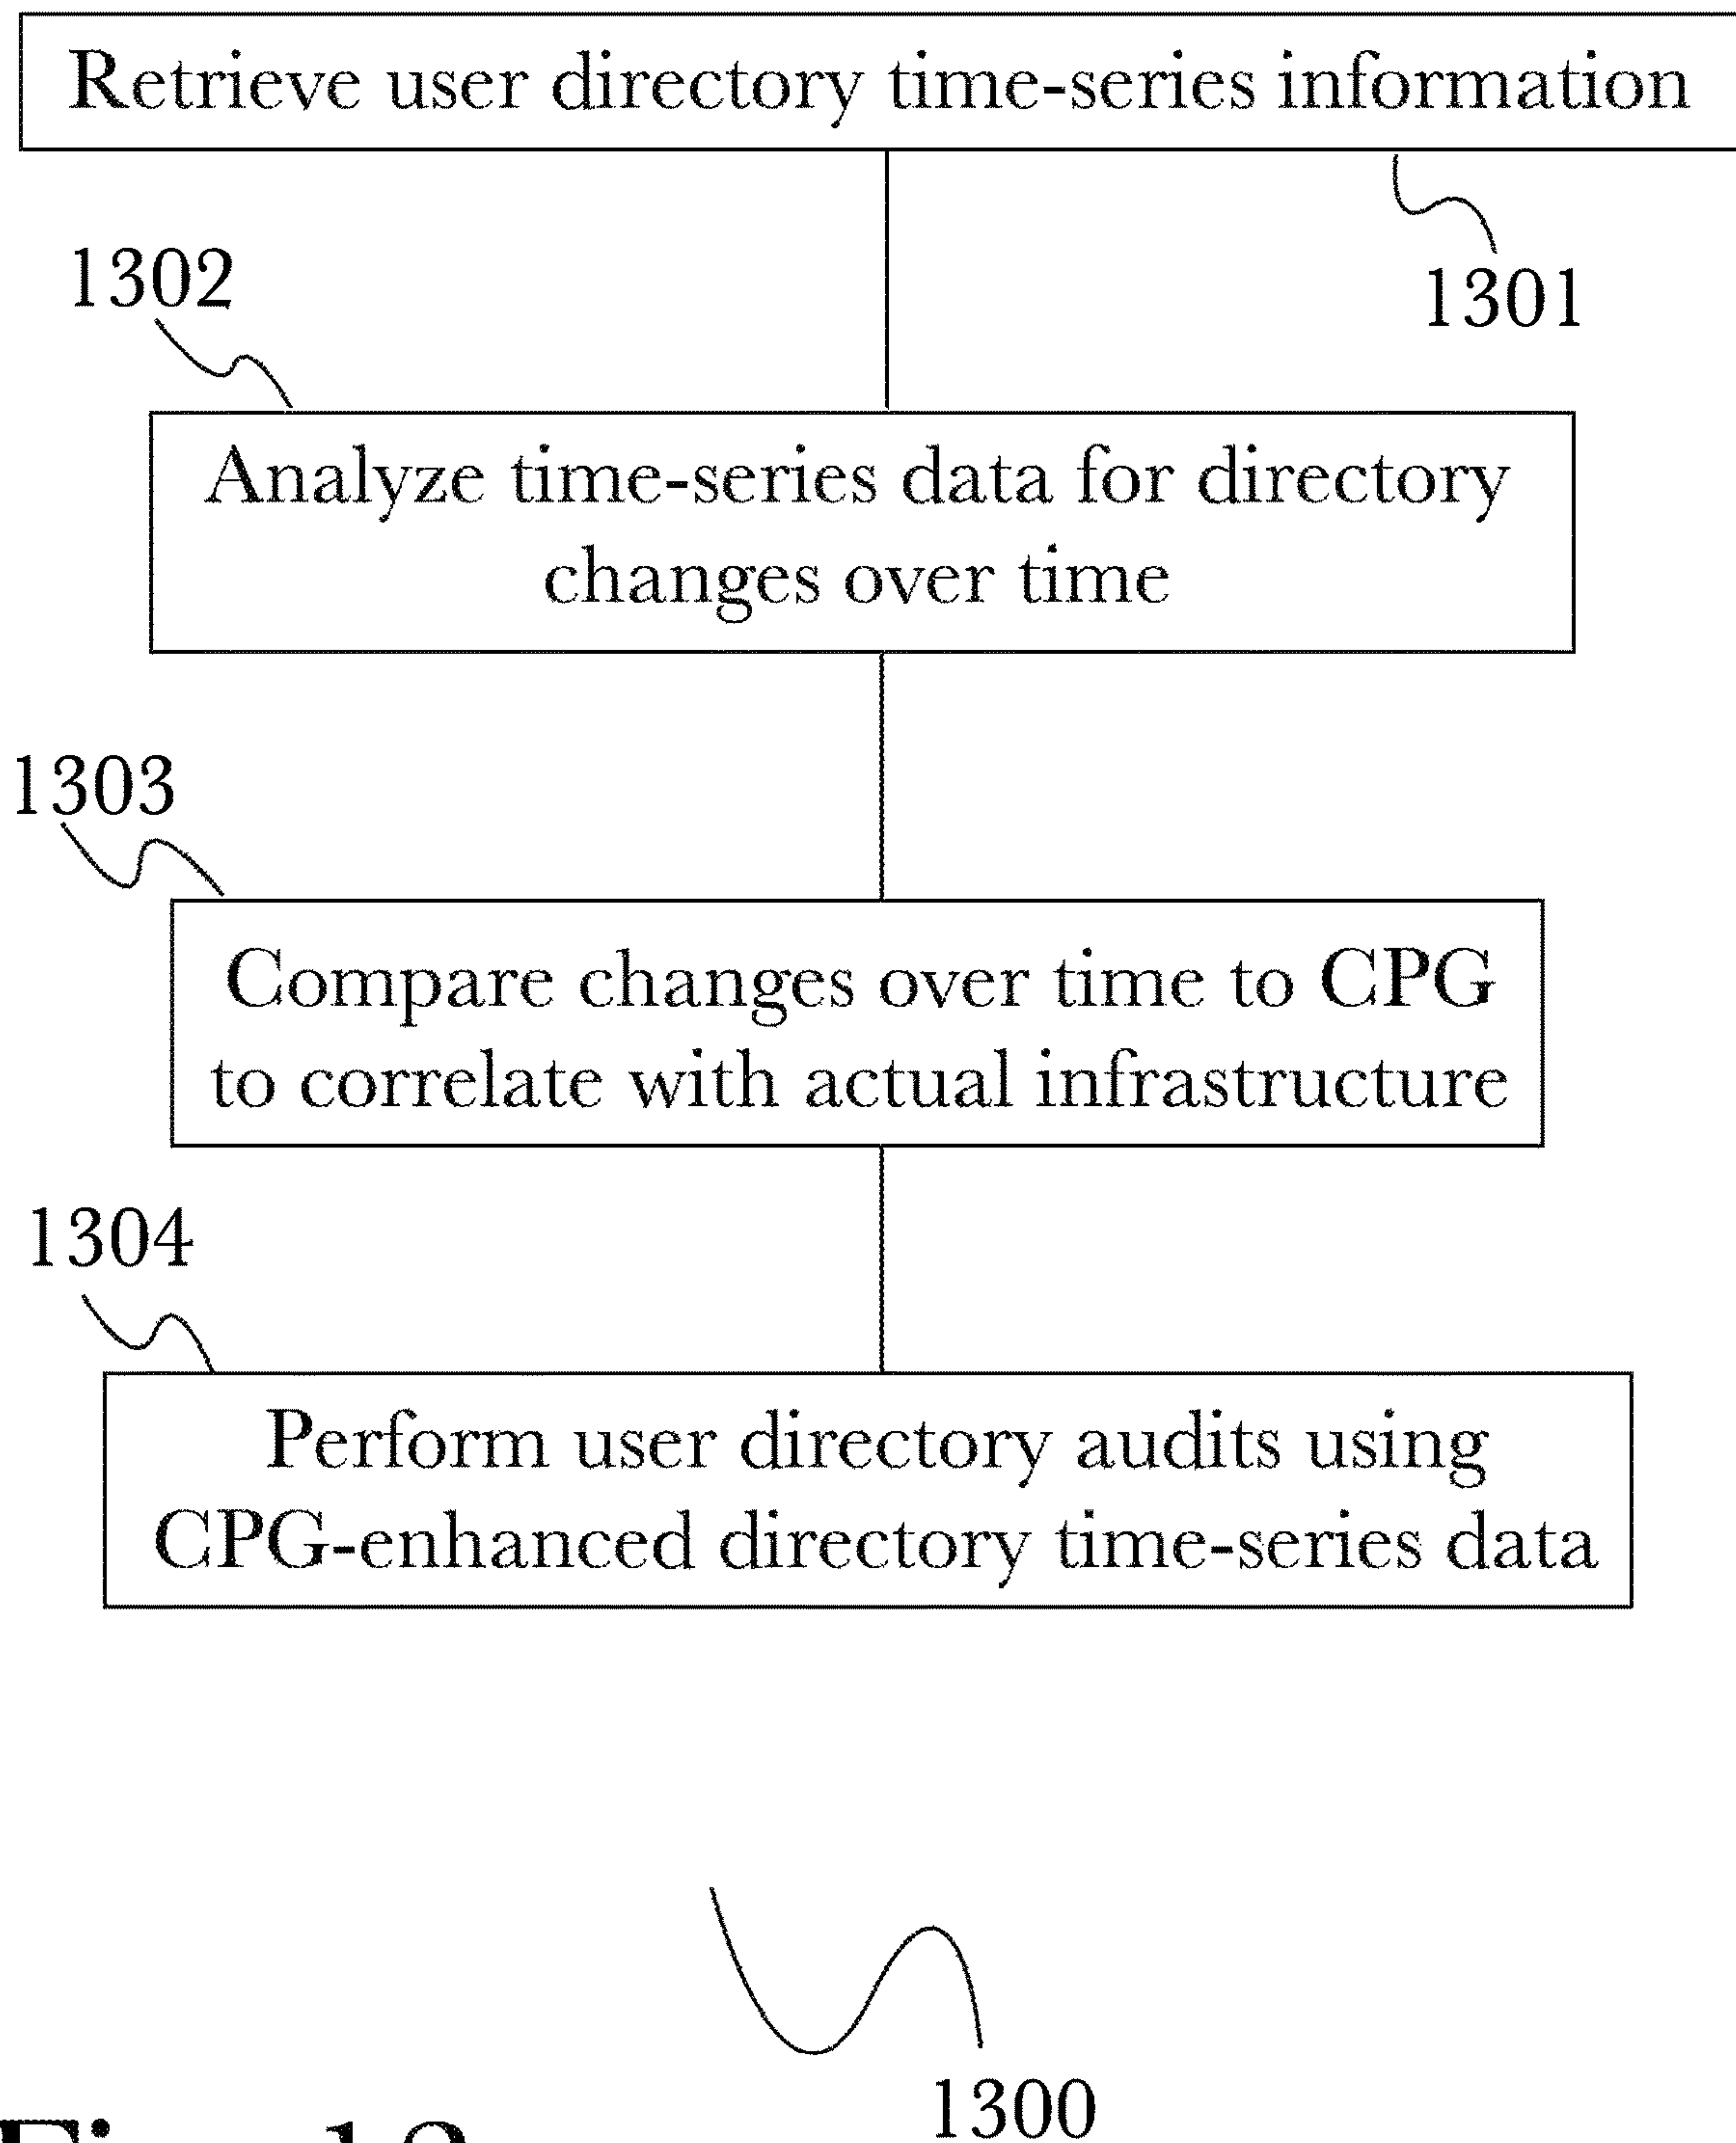 Retrieve user directory time-series information
1301
1302
Analyze time-series data for directory
changes over time
1303
Compare changes over time to CPG
to correlate with actual infrastructure
1304
Perform user directory audits using
CPG-enhanced directory time-series data
1300